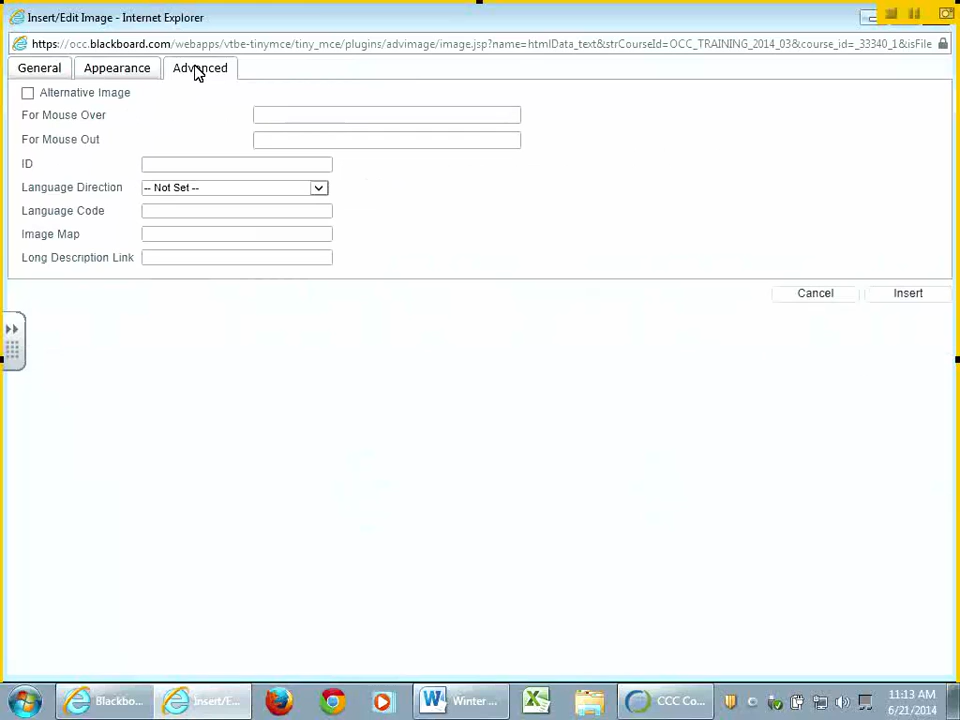 Insert/Edit Image - Internet Explorer
https://occ.blackboard.com/webapps/vtbe-tinymce/tiny_mce/plugins/advimage/image.jsp?name=htmlData_text&strCourseId=OCC_TRAINING_2014_03&course_id=_33340_1&isFile
General Appearance Advanced
Alternative Image
For Mouse Over
For Mouse Out
ID
Language Direction -- Not Set --
Language Code
Image Map
Long Description Link
Cancel Insert
Blackbo... Insert/E... Winter... CCC Co... 11:13 AM
6/21/2014